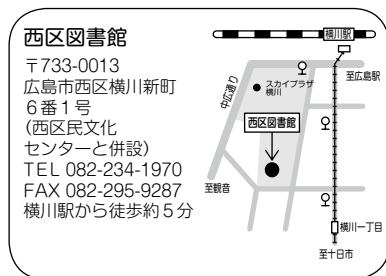 西区図書館
〒733-0013
広島市西区横川新町
6番1号
(西区民文化
センターと併設)
TEL 082-234-1970
FAX 082-295-9287
横川駅から徒歩約5分
横川駅
至広島駅
中広通り
スカイプラザ
横川
西区図書館
至観音
横川一丁目
至十日市